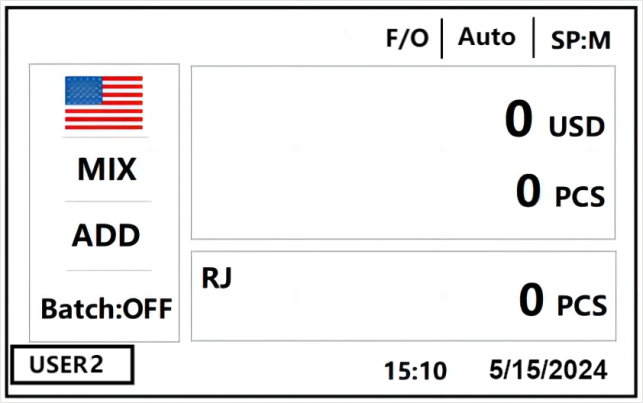 F/O Auto SP:M
MIX
ADD
Batch:OFF
0 USD
0 PCS
RJ
0 PCS
USER2
15:10 5/15/2024